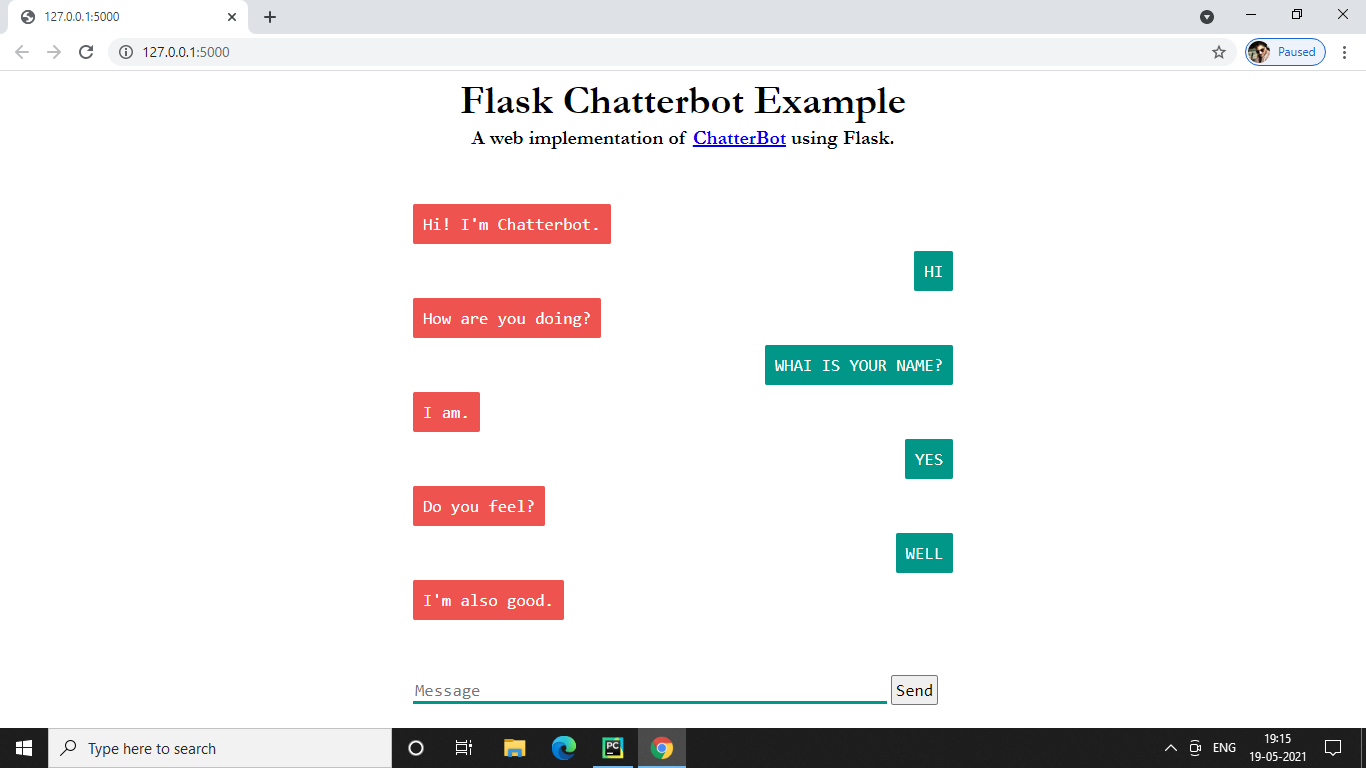 127.0.0.1:5000
127.0.0.1:5000
Paused
Flask Chatterbot Example
A web implementation of ChatterBot using Flask.
Hi! I'm Chatterbot.
HI
How are you doing?
WHAI IS YOUR NAME?
I am.
YES
Do you feel?
WELL
I'm also good.
Message
Send
Type here to search
PC
ENG
19:15
19-05-2021